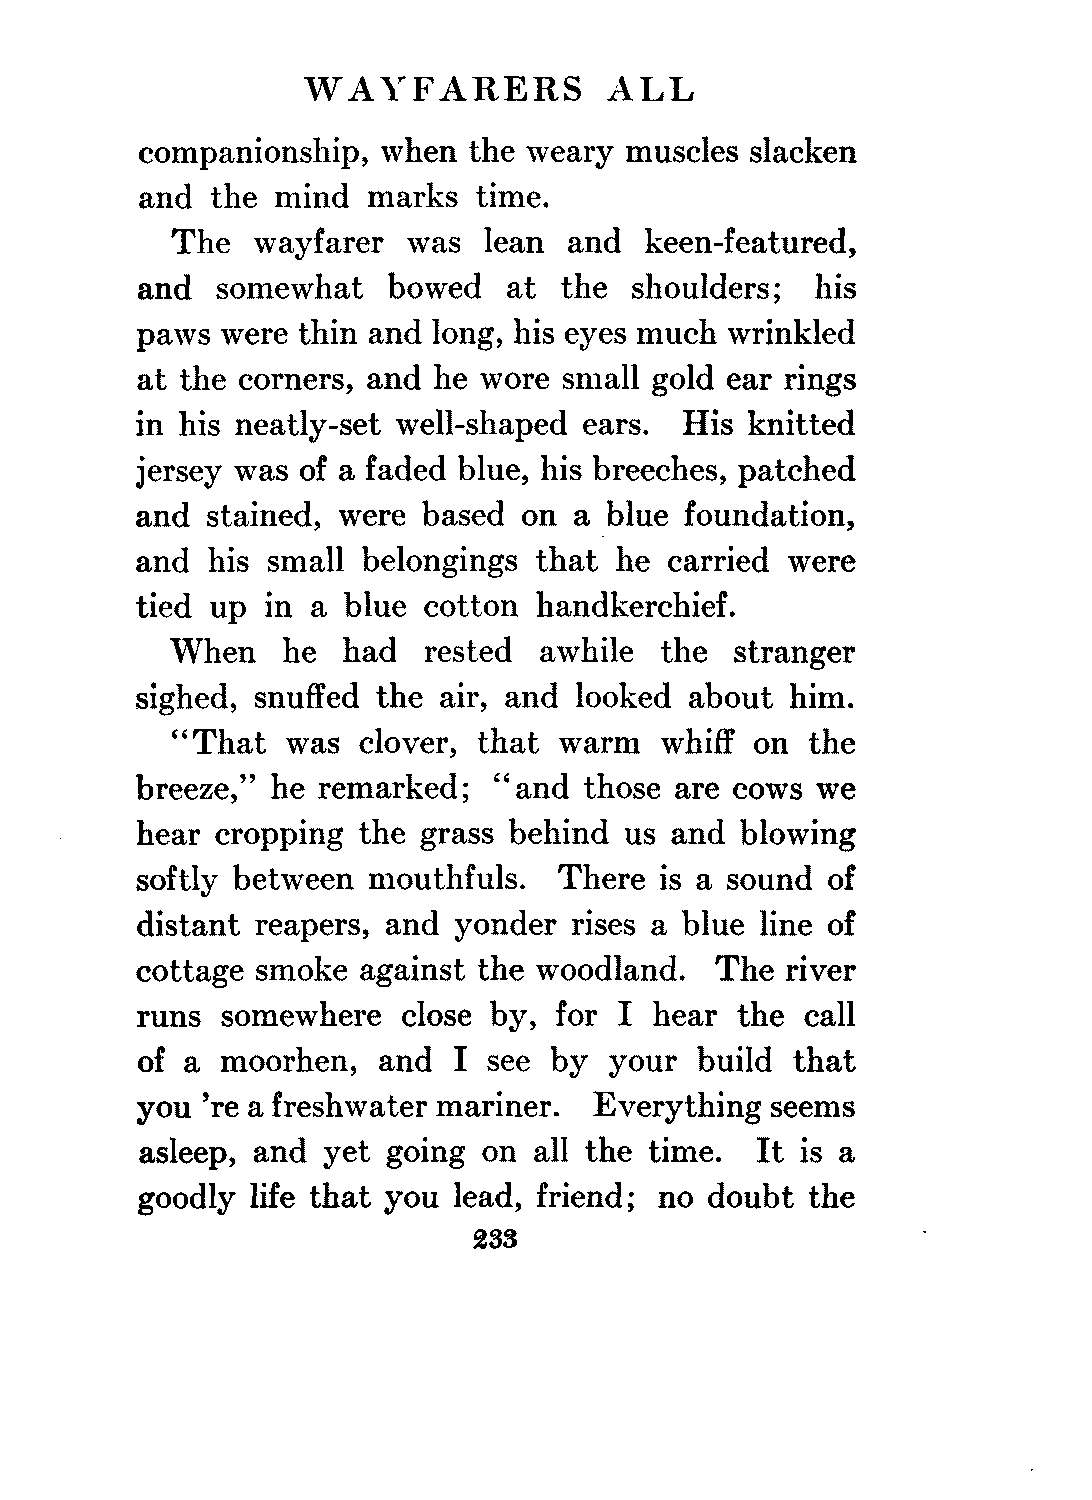 WAYFARERS ALL
companionship, when the weary muscles slacken
and the mind marks time.
The wayfarer was lean and keen-featured,
and somewhat bowed at the shoulders; his
paws were thin and long, his eyes much wrinkled
at the corners, and he wore small gold ear rings
in his neatly-set well-shaped ears. His knitted
jersey was of a faded blue, his breeches, patched
and stained, were based on a blue foundation,
and his small belongings that he carried were
tied up in a blue cotton handkerchief.
When he had rested awhile the stranger
sighed, snuffed the air, and looked about him.
“That was clover, that warm whiff on the
breeze,” he remarked; “and those are cows we
hear cropping the grass behind us and blowing
softly between mouthfuls. There is a sound of
distant reapers, and yonder rises a blue line of
cottage smoke against the woodland. The river
runs somewhere close by, for I hear the call
of a moorhen, and I see by your build that
you ’re a freshwater mariner. Everything seems
asleep, and yet going on all the time. It is a
goodly life that you lead, friend; no doubt the
233